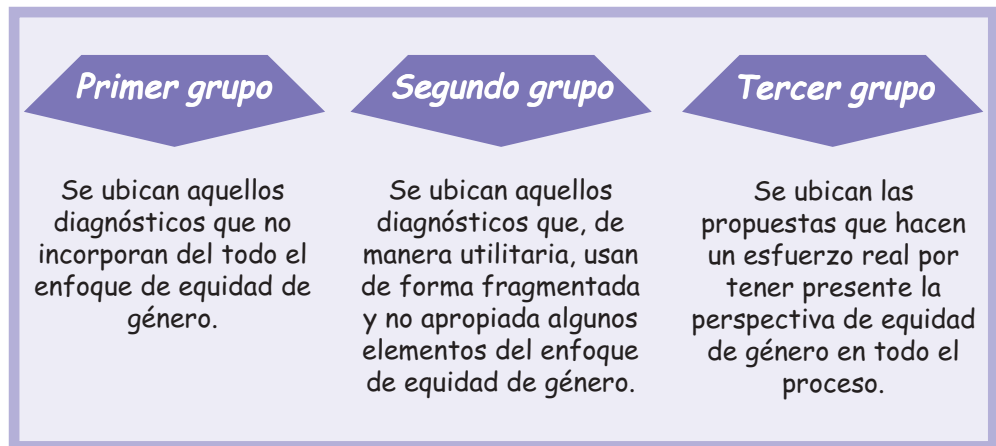 Primer grupo
Se ubican aquellos
diagnósticos que no
incorporan del todo el
enfoque de equidad de
género.
Segundo grupo
Se ubican aquellos
diagnósticos que, de
manera utilitaria, usan
de forma fragmentada
y no apropiada algunos
elementos del enfoque
de equidad de género.
Tercer grupo
Se ubican las
propuestas que hacen
un esfuerzo real por
tener presente la
perspectiva de equidad
de género en todo el
proceso.